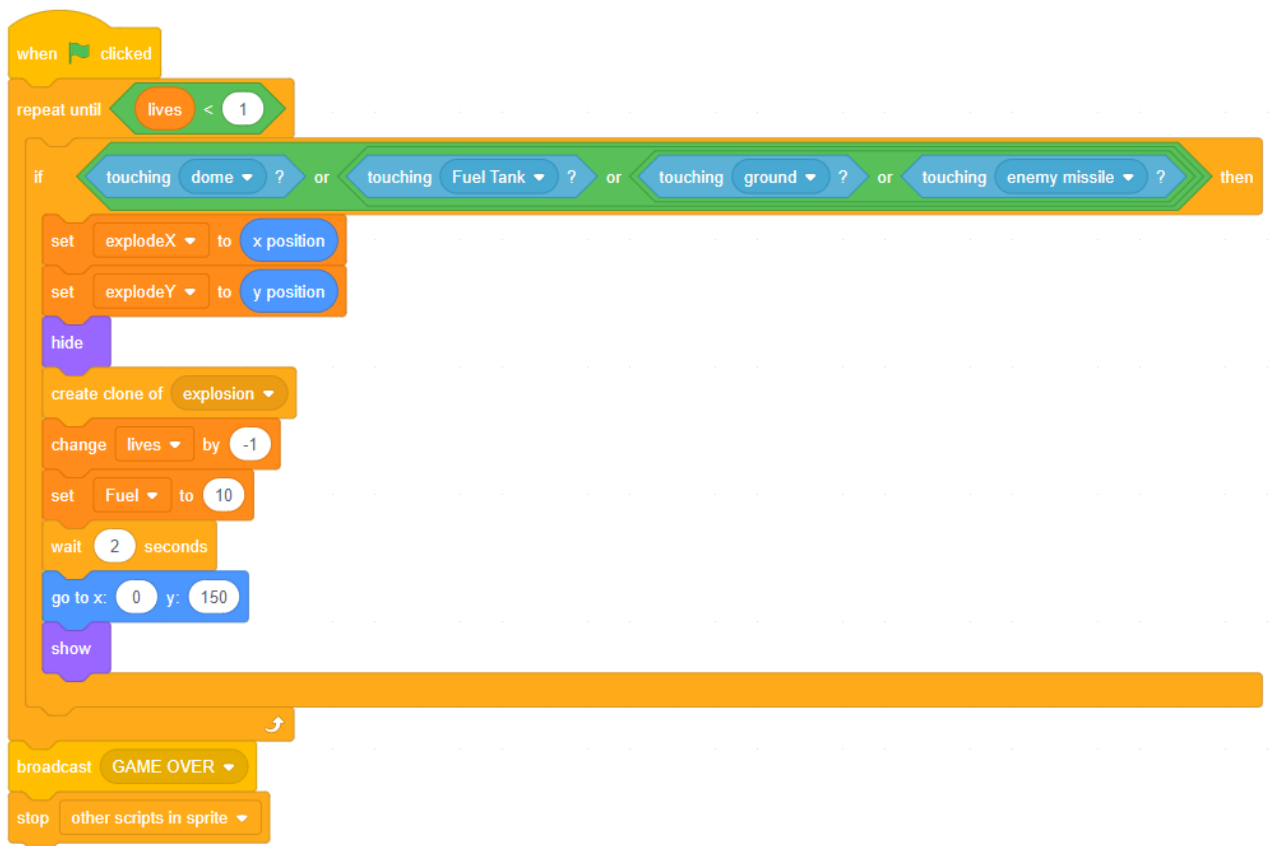 when clicked
repeat until lives < 1
if touching dome ? or touching Fuel Tank ? or touching ground ? or touching enemy missile ? then
set explodeX to x position
set explodeY to y position
hide
create clone of explosion
change lives by -1
set Fuel to 10
wait 2 seconds
go to x: 0 y: 150
show
broadcast GAME OVER
stop other scripts in sprite